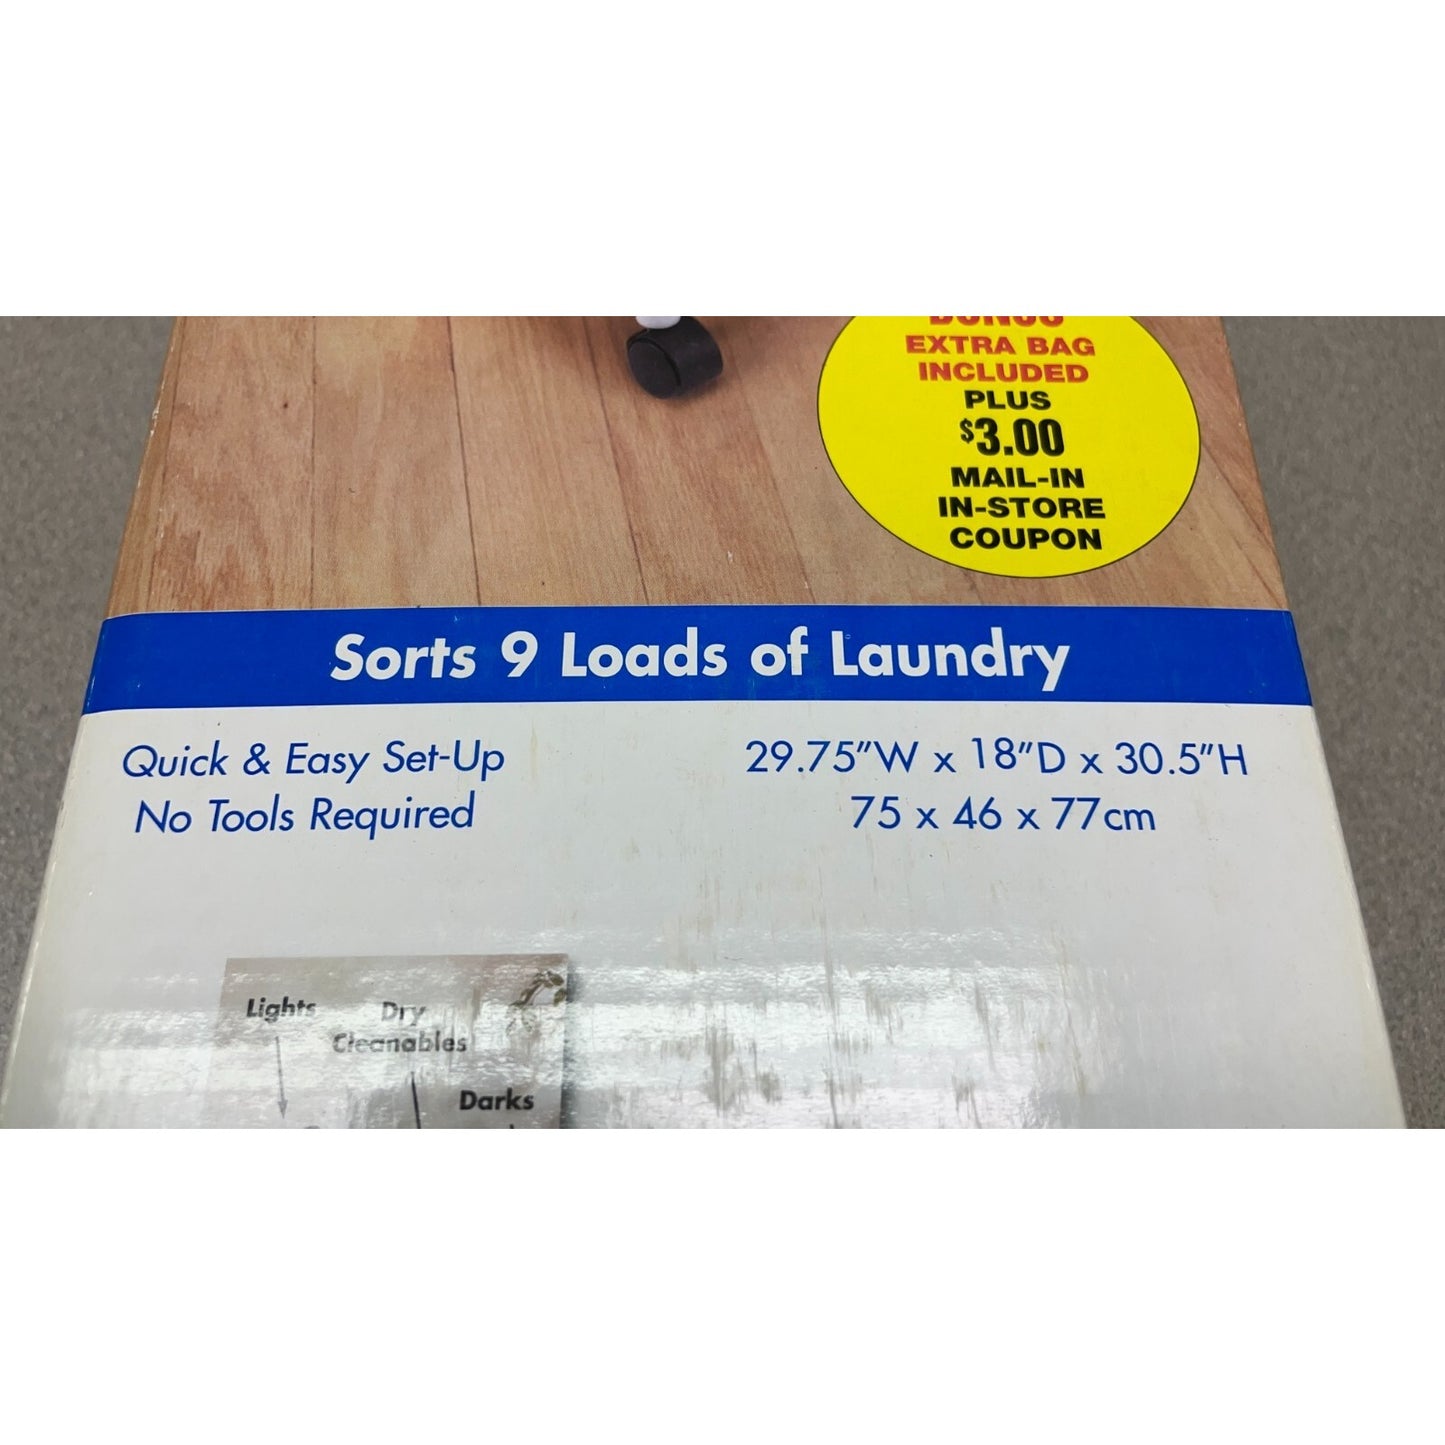 EXTRA BAG
INCLUDED
PLUS
$3.00
MAIL-IN
IN-STORE
COUPON
Sorts 9 Loads of Laundry
Quick & Easy Set-Up
No Tools Required
29.75"W x 18"D x 30.5"H
75 x 46 x 77cm
Lights
Dry
Cleanables
Darks